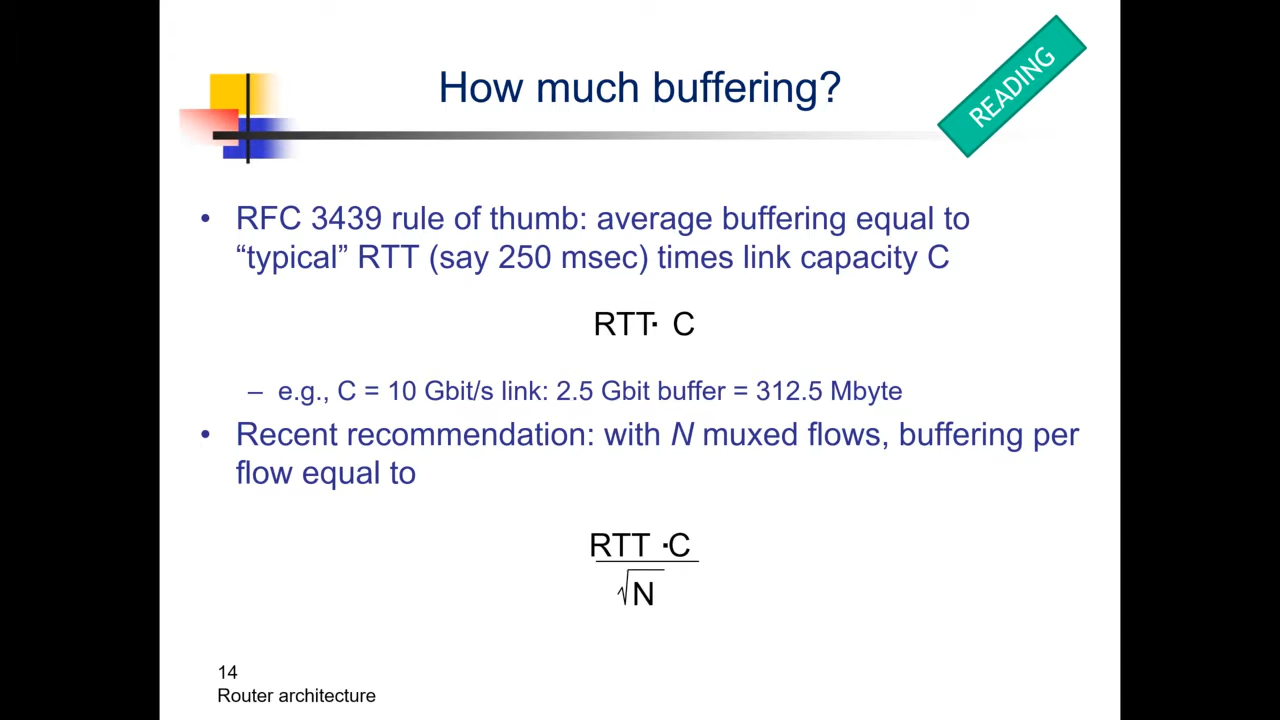 How much buffering?
READING
• RFC 3439 rule of thumb: average buffering equal to
“typical” RTT (say 250 msec) times link capacity C
RTT· C
– e.g., C = 10 Gbit/s link: 2.5 Gbit buffer = 312.5 Mbyte
• Recent recommendation: with N muxed flows, buffering per
flow equal to
RTT ·C
√N
14
Router architecture